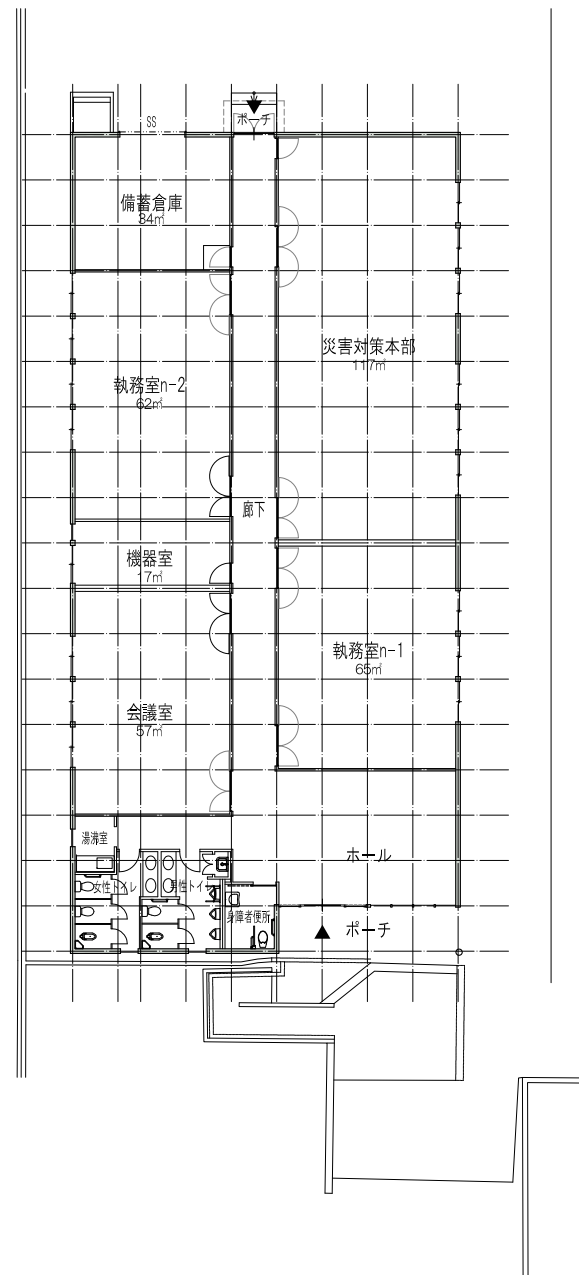 SS
ポーチ
備蓄倉庫
34㎡
災害対策本部
117㎡
執務室n-2
62㎡
廊下
機器室
17㎡
執務室n-1
65㎡
会議室
57㎡
湯沸室
ホール
女性トイレ
男性トイレ
身障者便所
ポーチ